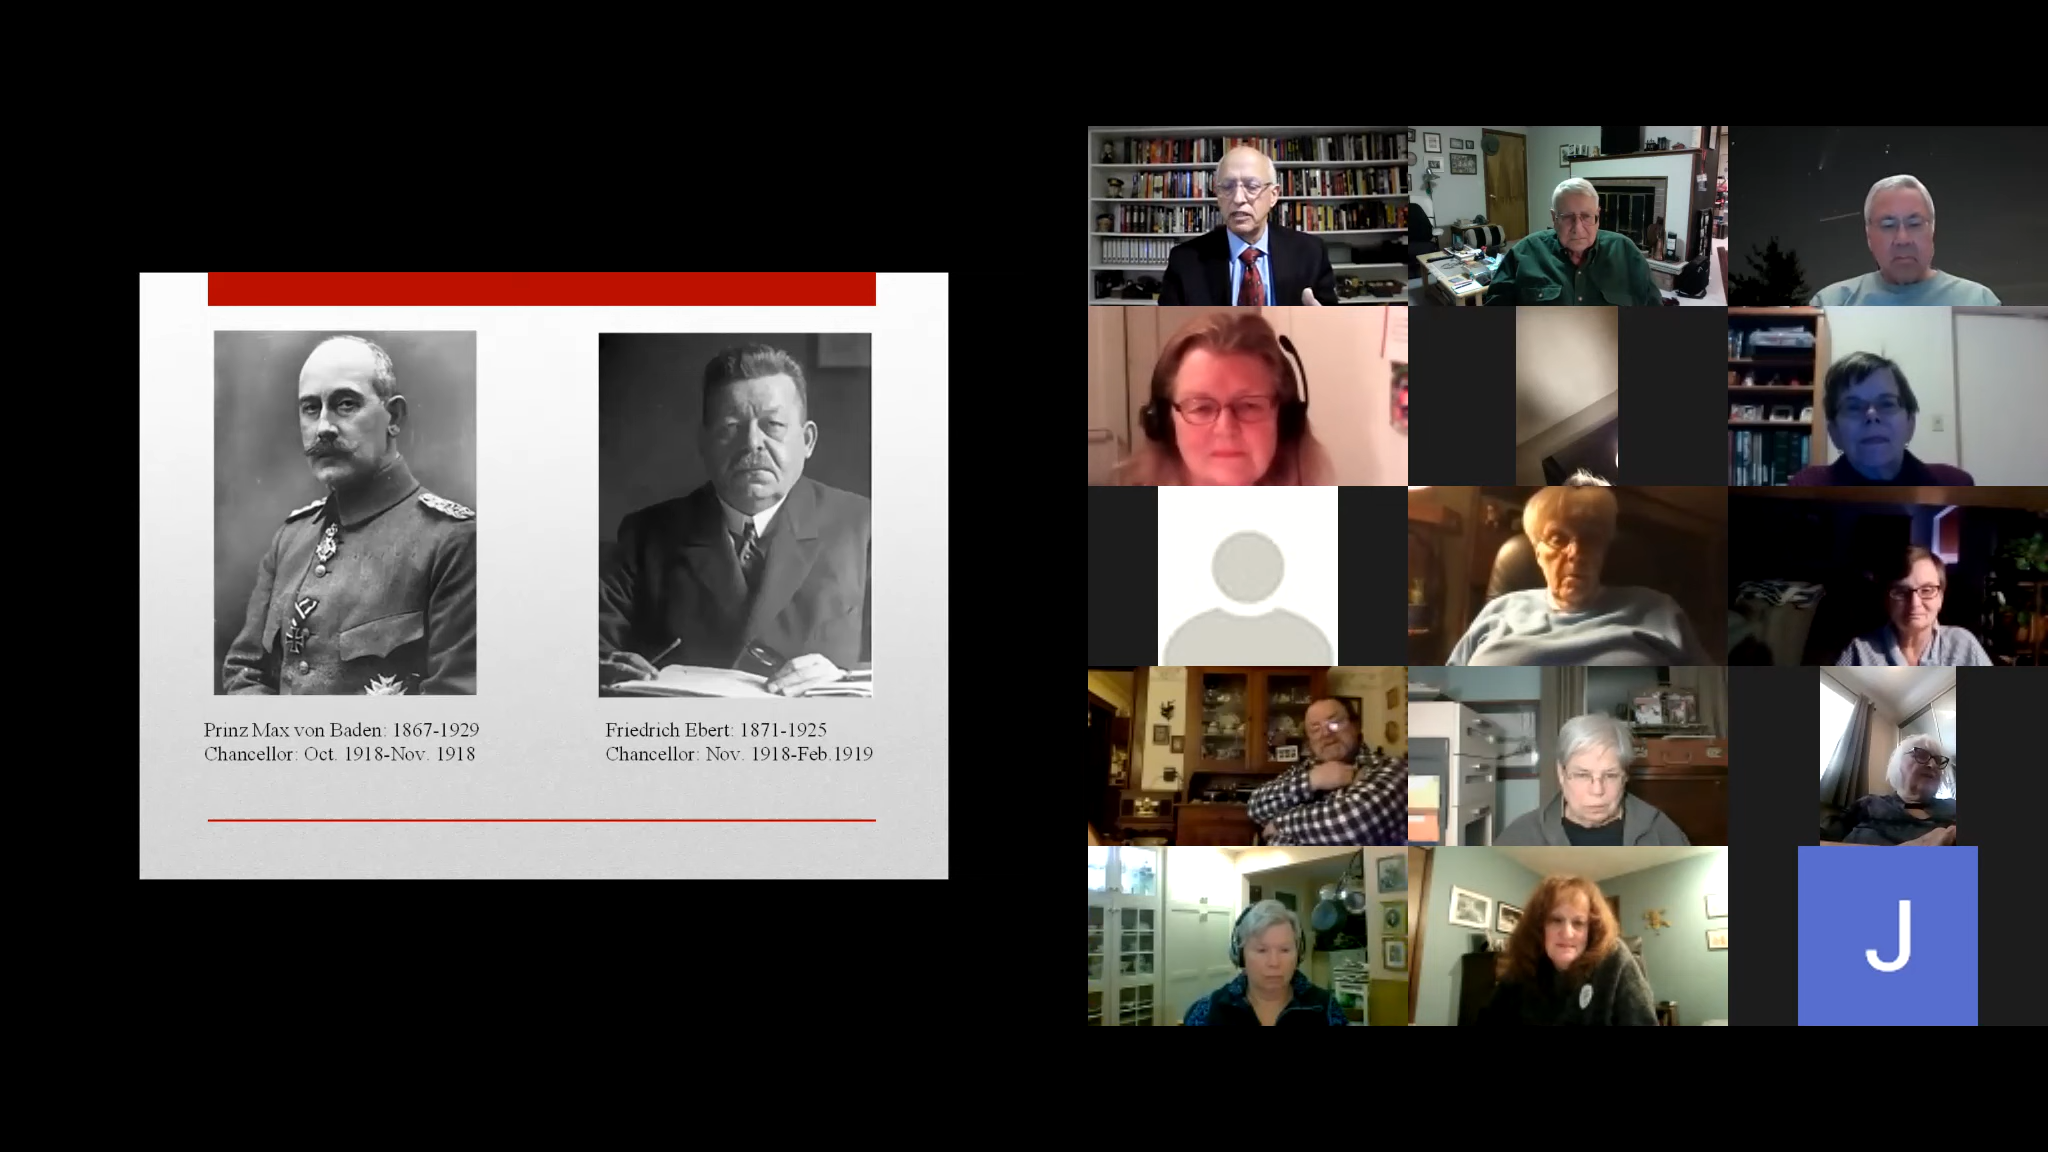 Prinz Max von Baden: 1867-1929
Chancellor: Oct. 1918-Nov. 1918
Friedrich Ebert: 1871-1925
Chancellor: Nov. 1918-Feb.1919
J